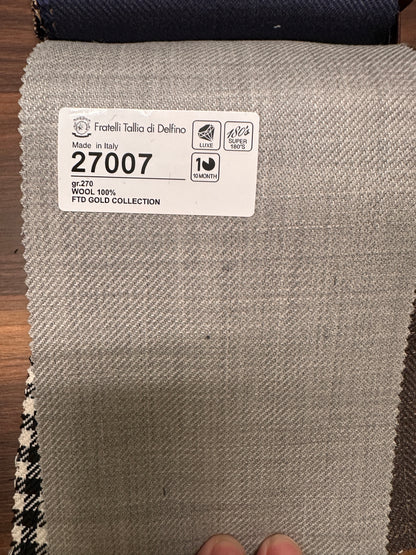 Fratelli Tallia di Delfino
Made in Italy
27007
gr.270
WOOL 100%
FTD GOLD COLLECTION
LUXE
180's
SUPER
180'S
10
10 MONTH